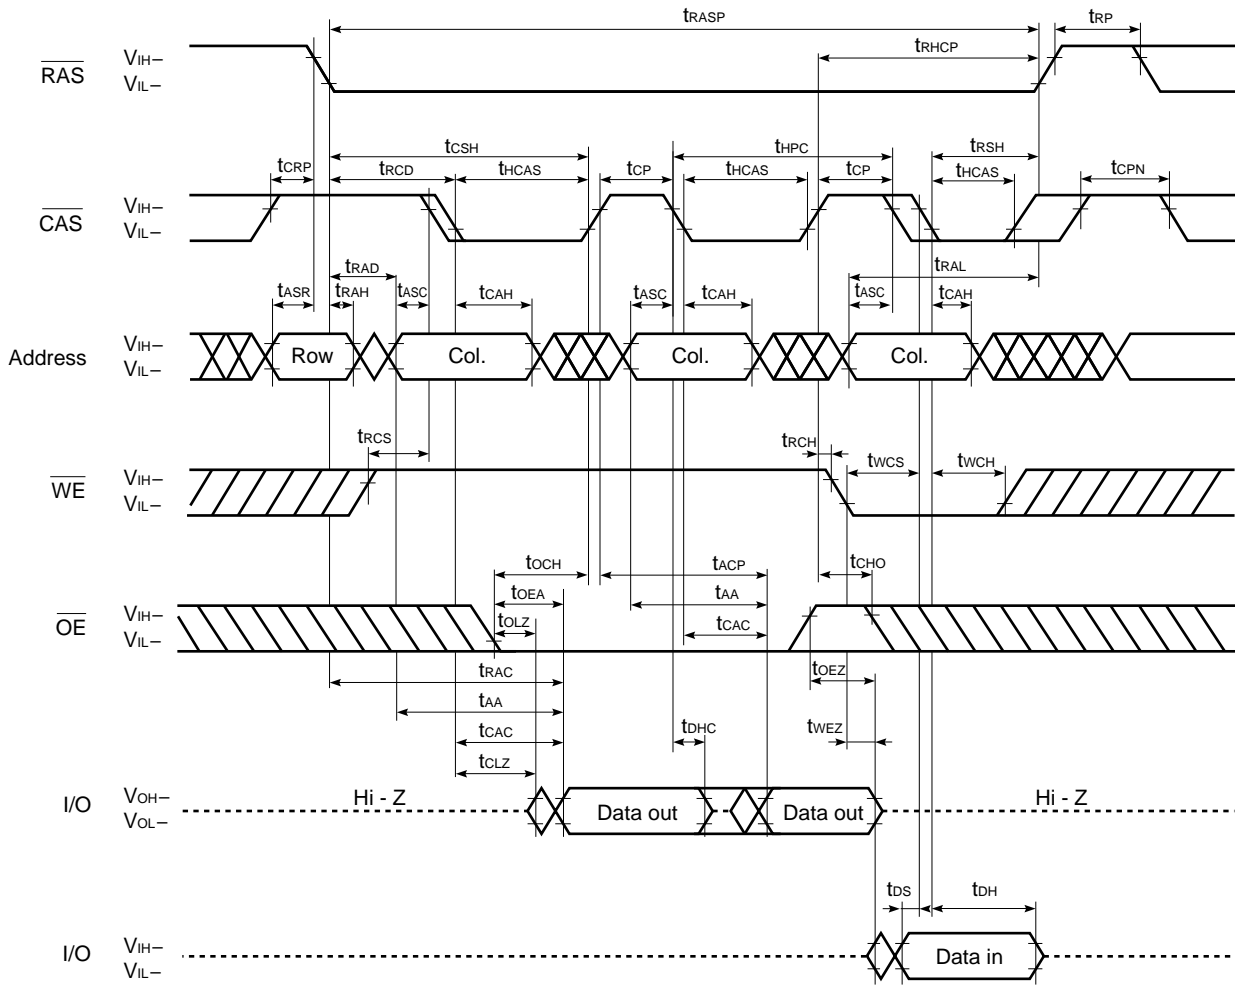 tRASP
tRP
tRHCP
RAS
VIH–
VIL–
tCSH
tHPC
tRSH
tCRP
tRCD
tHCAS
tCP
tHCAS
tCP
tHCAS
tCPN
CAS
VIH–
VIL–
tRAD
tRAL
tASR
tRAH
tASC
tCAH
tASC
tCAH
tASC
tCAH
Address
VIH–
VIL–
Row
Col.
Col.
Col.
tRCS
tRCH
tWCS
tWCH
WE
VIH–
VIL–
tOCH
tACP
tCHO
tOEA
tAA
tOLZ
tCAC
OE
VIH–
VIL–
tRAC
tOEZ
tAA
tCAC
tDHC
tWEZ
tCLZ
I/O
VOH–
VOL–
Hi - Z
Data out
Data out
Hi - Z
tDS
tDH
I/O
VIH–
VIL–
Data in